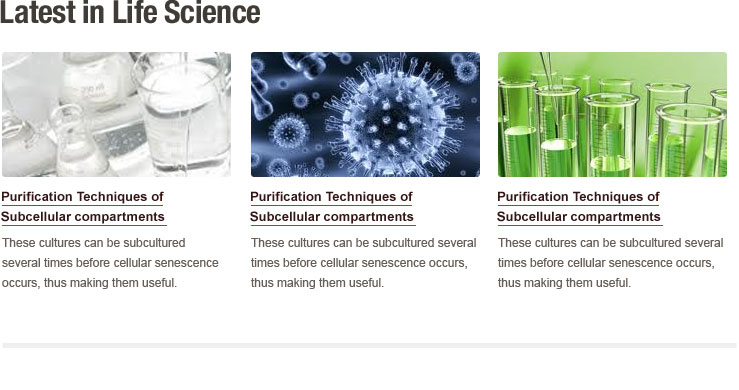 Latest in Life Science
Purification Techniques of
Subcellular compartments
These cultures can be subcultured
several times before cellular senescence
occurs, thus making them useful.
Purification Techniques of
Subcellular compartments
These cultures can be subcultured several
times before cellular senescence occurs,
thus making them useful.
Purification Techniques of
Subcellular compartments
These cultures can be subcultured several
times before cellular senescence occurs,
thus making them useful.